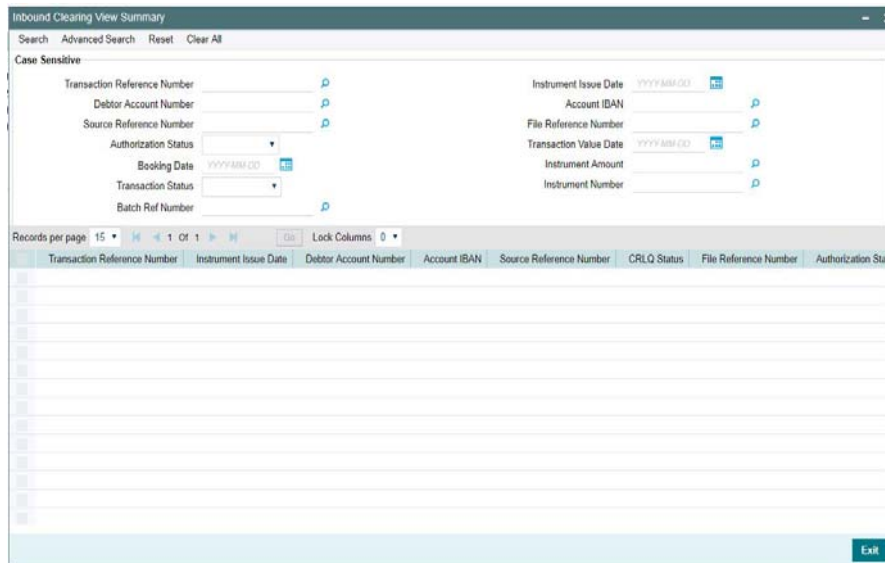 Inbound Clearing View Summary
Search Advanced Search Reset Clear All
Case Sensitive
Transaction Reference Number
Debtor Account Number
Source Reference Number
Authorization Status
Booking Date YYYY-MM-DD
Transaction Status
Batch Ref Number
Instrument Issue Date YYYY-MM-DD
Account IBAN
File Reference Number
Transaction Value Date YYYY-MM-DD
Instrument Amount
Instrument Number
Records per page 15 1 Of 1 Go Lock Columns 0
Transaction Reference Number Instrument Issue Date Debtor Account Number Account IBAN Source Reference Number CRLQ Status File Reference Number Authorization Sta
Exit